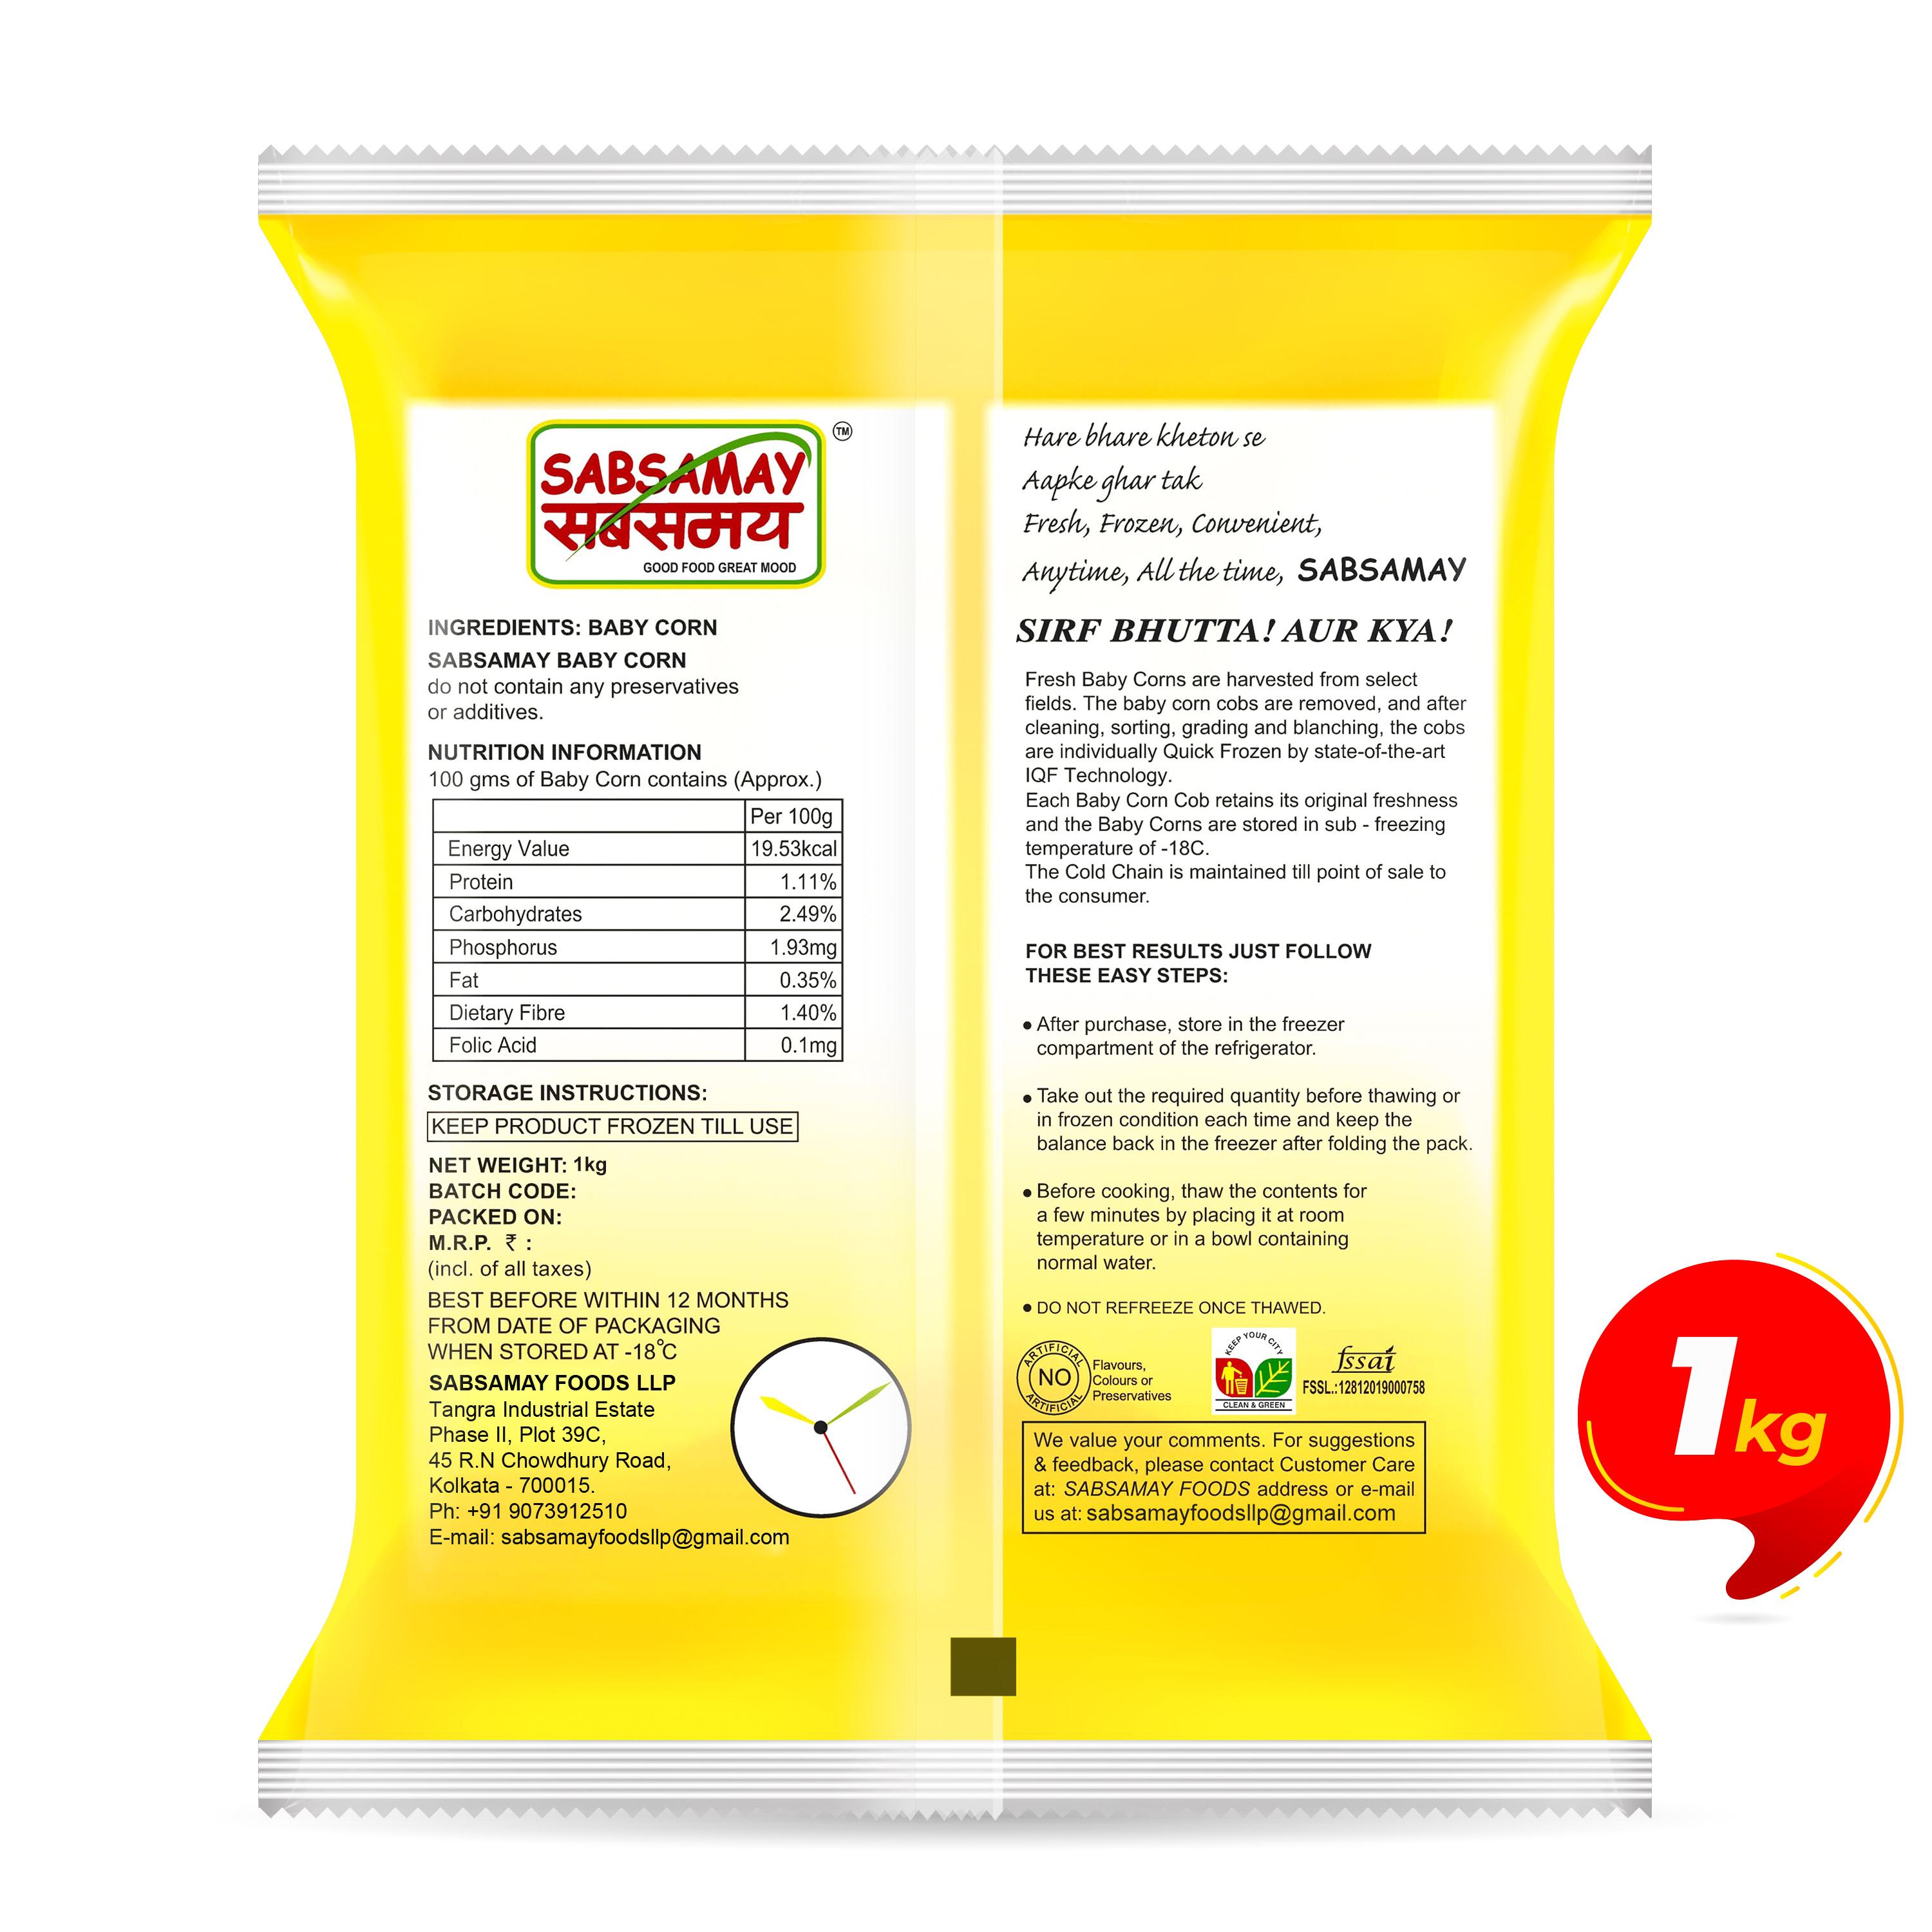 SABSAMAY
सबसमय
GOOD FOOD GREAT MOOD
TM
INGREDIENTS: BABY CORN
SABSAMAY BABY CORN
do not contain any preservatives
or additives.
NUTRITION INFORMATION
100 gms of Baby Corn contains (Approx.)
Per 100g
Energy Value 19.53kcal
Protein 1.11%
Carbohydrates 2.49%
Phosphorus 1.93mg
Fat 0.35%
Dietary Fibre 1.40%
Folic Acid 0.1mg
STORAGE INSTRUCTIONS:
KEEP PRODUCT FROZEN TILL USE
NET WEIGHT: 1kg
BATCH CODE:
PACKED ON:
M.R.P. ₹ :
(incl. of all taxes)
BEST BEFORE WITHIN 12 MONTHS
FROM DATE OF PACKAGING
WHEN STORED AT -18°C
SABSAMAY FOODS LLP
Tangra Industrial Estate
Phase II, Plot 39C,
45 R.N Chowdhury Road,
Kolkata - 700015.
Ph: +91 9073912510
E-mail: sabsamayfoodsllp@gmail.com
Hare bhare kheton se
Aapke ghar tak
Fresh, Frozen, Convenient,
Anytime, All the time, SABSAMAY
SIRF BHUTTA! AUR KYA!
Fresh Baby Corns are harvested from select
fields. The baby corn cobs are removed, and after
cleaning, sorting, grading and blanching, the cobs
are individually Quick Frozen by state-of-the-art
IQF Technology.
Each Baby Corn Cob retains its original freshness
and the Baby Corns are stored in sub - freezing
temperature of -18C.
The Cold Chain is maintained till point of sale to
the consumer.
FOR BEST RESULTS JUST FOLLOW
THESE EASY STEPS:
• After purchase, store in the freezer
compartment of the refrigerator.
• Take out the required quantity before thawing or
in frozen condition each time and keep the
balance back in the freezer after folding the pack.
• Before cooking, thaw the contents for
a few minutes by placing it at room
temperature or in a bowl containing
normal water.
• DO NOT REFREEZE ONCE THAWED.
ARTIFICIAL
NO
ARTIFICIAL
Flavours,
Colours or
Preservatives
KEEP YOUR CITY
CLEAN & GREEN
fssai
FSSL.:12812019000758
We value your comments. For suggestions
& feedback, please contact Customer Care
at: SABSAMAY FOODS address or e-mail
us at: sabsamayfoodsllp@gmail.com
1kg